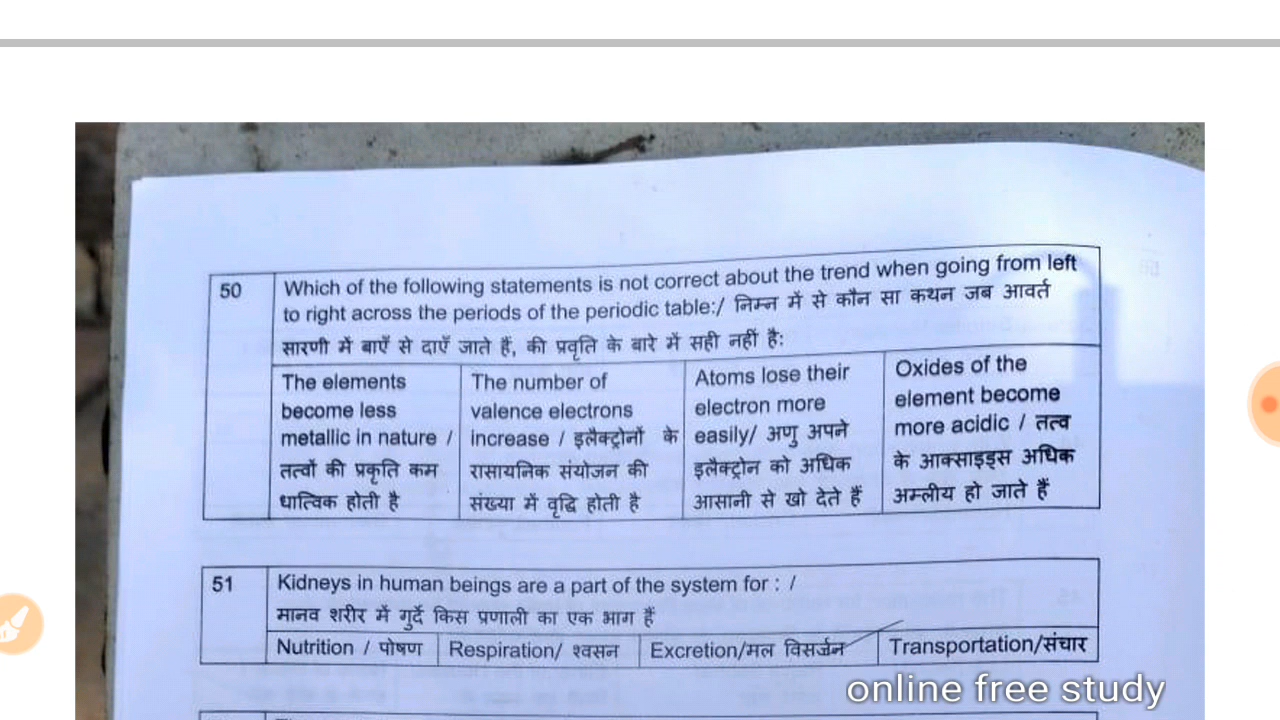 50
Which of the following statements is not correct about the trend when going from left
to right across the periods of the periodic table:/ निम्न में से कौन सा कथन जब आवर्त
सारणी में बाएँ से दाएँ जाते हैं, की प्रवृति के बारे में सही नहीं है:
The elements
become less
metallic in nature /
तत्वों की प्रकृति कम
धात्विक होती है
The number of
valence electrons
increase / इलैक्ट्रोनों के
रासायनिक संयोजन की
संख्या में वृद्धि होती है
Atoms lose their
electron more
easily/ अणु अपने
इलैक्ट्रोन को अधिक
आसानी से खो देते हैं
Oxides of the
element become
more acidic / तत्व
के आक्साइड्स अधिक
अम्लीय हो जाते हैं
51
Kidneys in human beings are a part of the system for : /
मानव शरीर में गुर्दे किस प्रणाली का एक भाग हैं
Nutrition / पोषण
Respiration/ श्वसन
Excretion/मल विसर्जन
Transportation/संचार
online free study